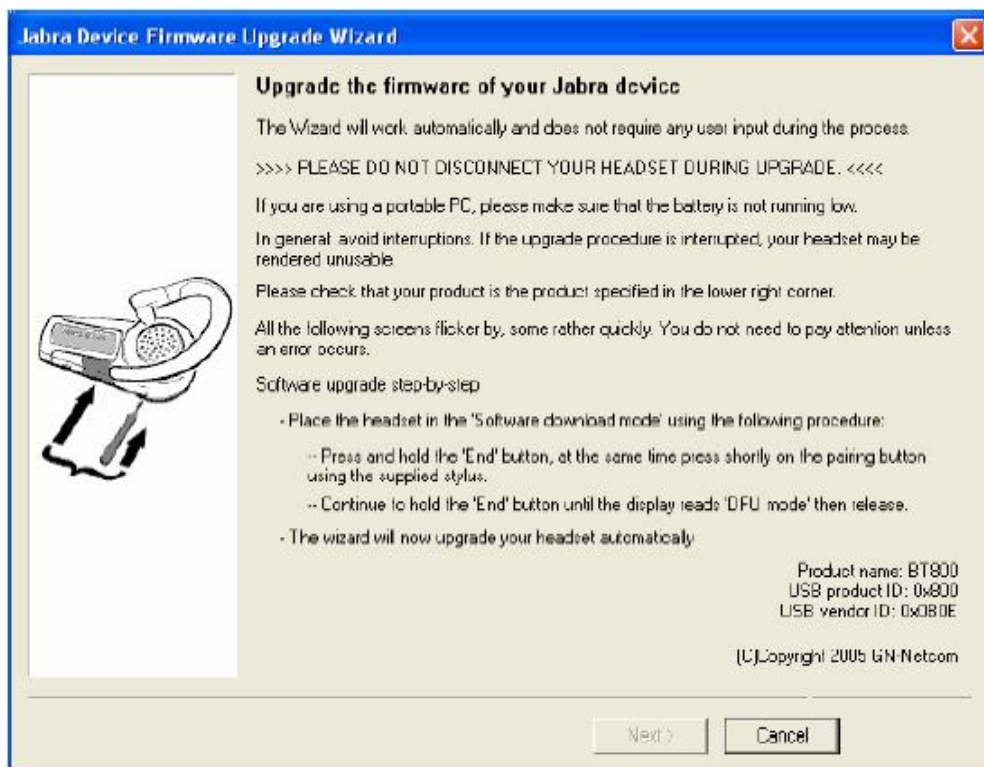 Jabra Device Firmware Upgrade Wizard
Upgrade the firmware of your Jabra device
The Wizard will work automatically and does not require any user input during the process.
>>>> PLEASE DO NOT DISCONNECT YOUR HEADSET DURING UPGRADE. <<<<
If you are using a portable PC, please make sure that the battery is not running low.
In general avoid interruptions. If the upgrade procedure is interrupted, your headset may be
rendered unusable.
Please check that your product is the product specified in the lower right corner.
All the following screens flicker by, some rather quickly. You do not need to pay attention unless
an error occurs.
Software upgrade step-by-step
- Place the headset in the 'Software download mode' using the following procedure:
-- Press and hold the 'End' button, at the same time press shortly on the pairing button
using the supplied stylus.
-- Continue to hold the 'End' button until the display reads 'DFU mode' then release.
- The wizard will now upgrade your headset automatically
Product name: BT800
USB product ID: 0x800
USB vendor ID: 0x0B0E
(C)Copyright 2005 GN-Netcom
Next >
Cancel